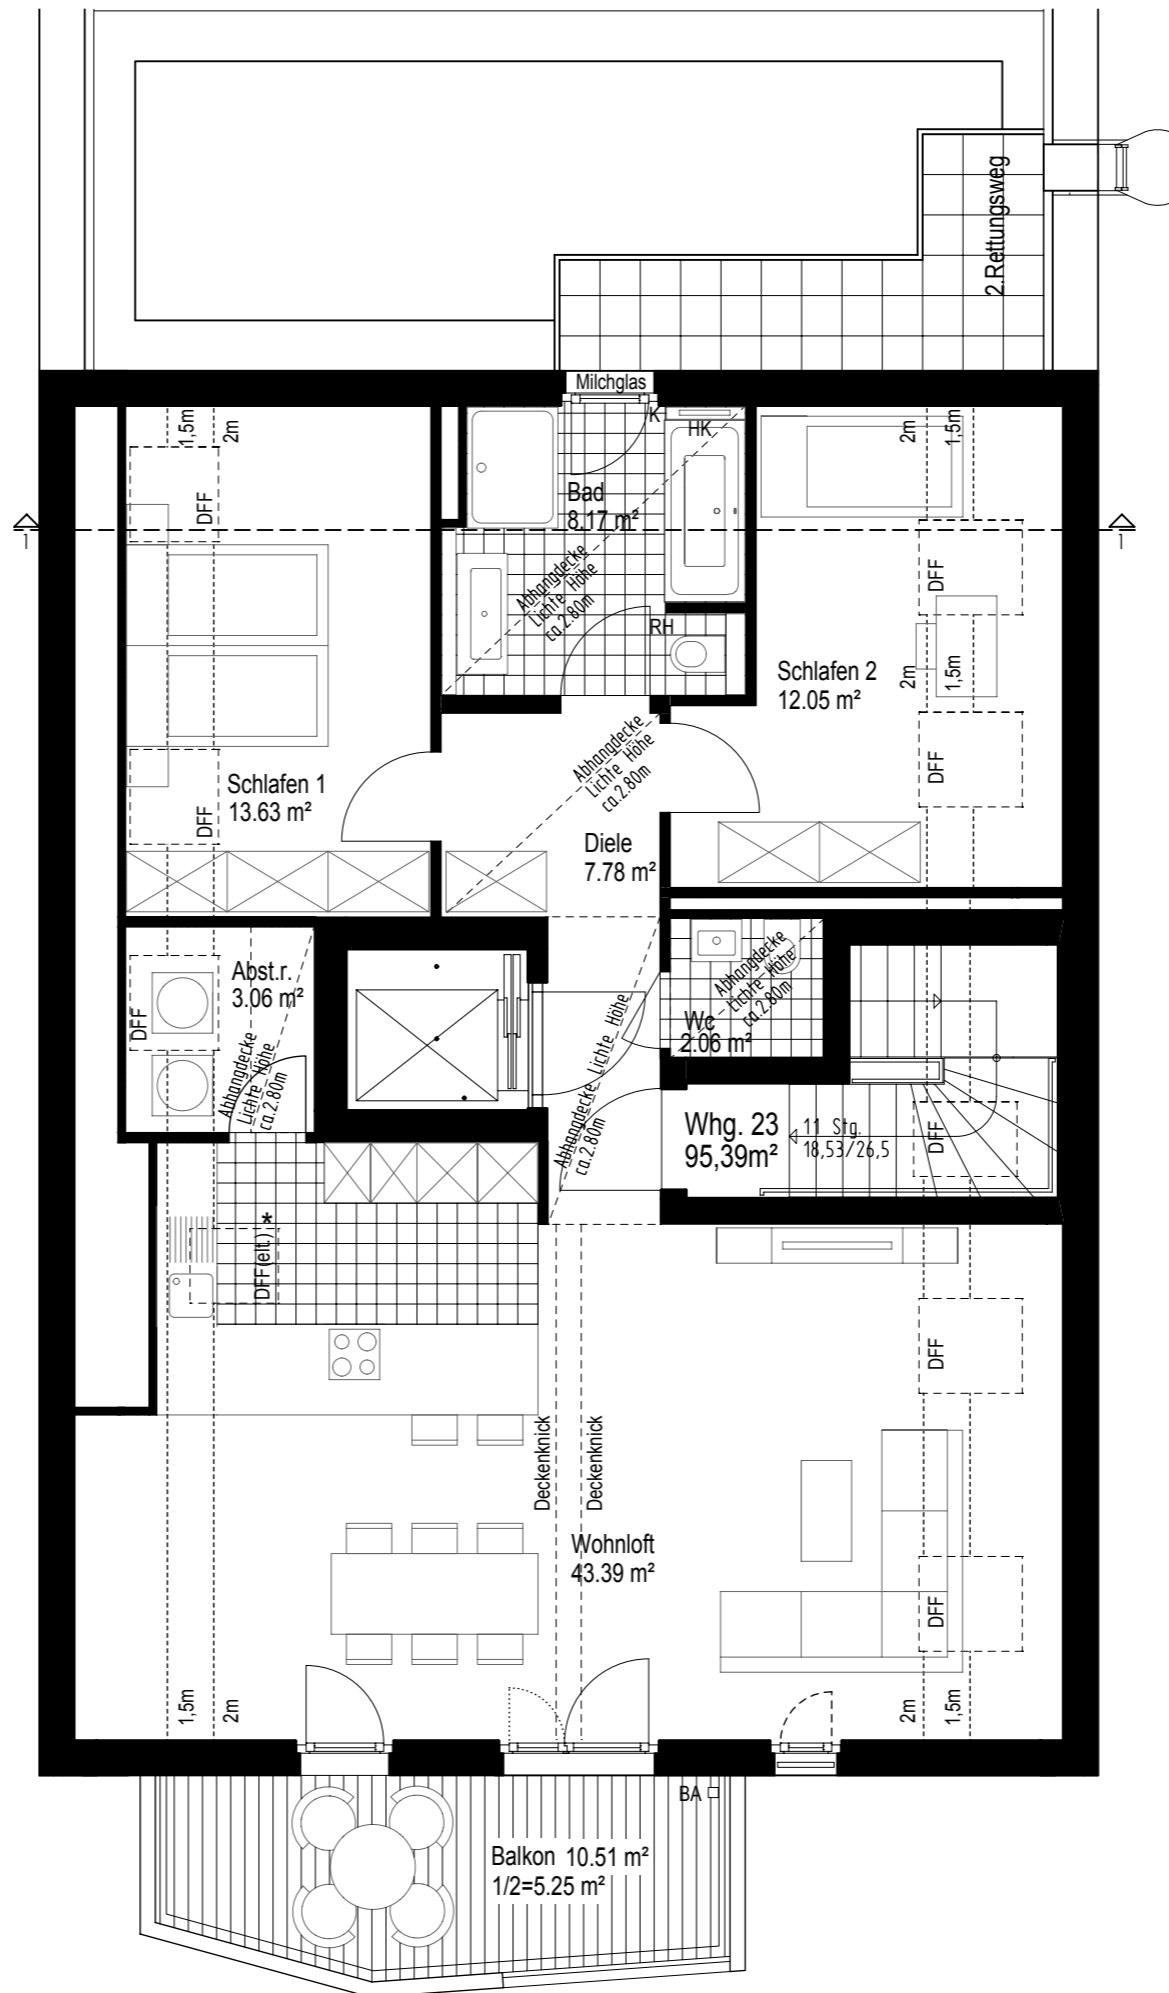 2.Rettungsweg
Milchglas
1,5m
2m
K
HK
2m
1,5m
DFF
Bad
8.17 m²
1
1
DFF
Abhangdecke
Lichte Höhe
ca.2.80m
RH
Schlafen 2
12.05 m²
2m
1,5m
Abhangdecke
Lichte Höhe
ca.2.80m
DFF
Schlafen 1
13.63 m²
DFF
Diele
7.78 m²
Abst.r.
3.06 m²
DFF
Abhangdecke
Lichte Höhe
ca.2.80m
Abhangdecke
Lichte Höhe
ca.2.80m
Wc
2.06 m²
Abhangdecke Lichte Höhe
ca.2.80m
Whg. 23
95,39m²
11 Stg.
18,53/26,5
DFF
DFF(elt.) *
DFF
Deckenknick
Deckenknick
Wohnloft
43.39 m²
DFF
1,5m
2m
2m
1,5m
BA
Balkon 10.51 m²
1/2=5.25 m²